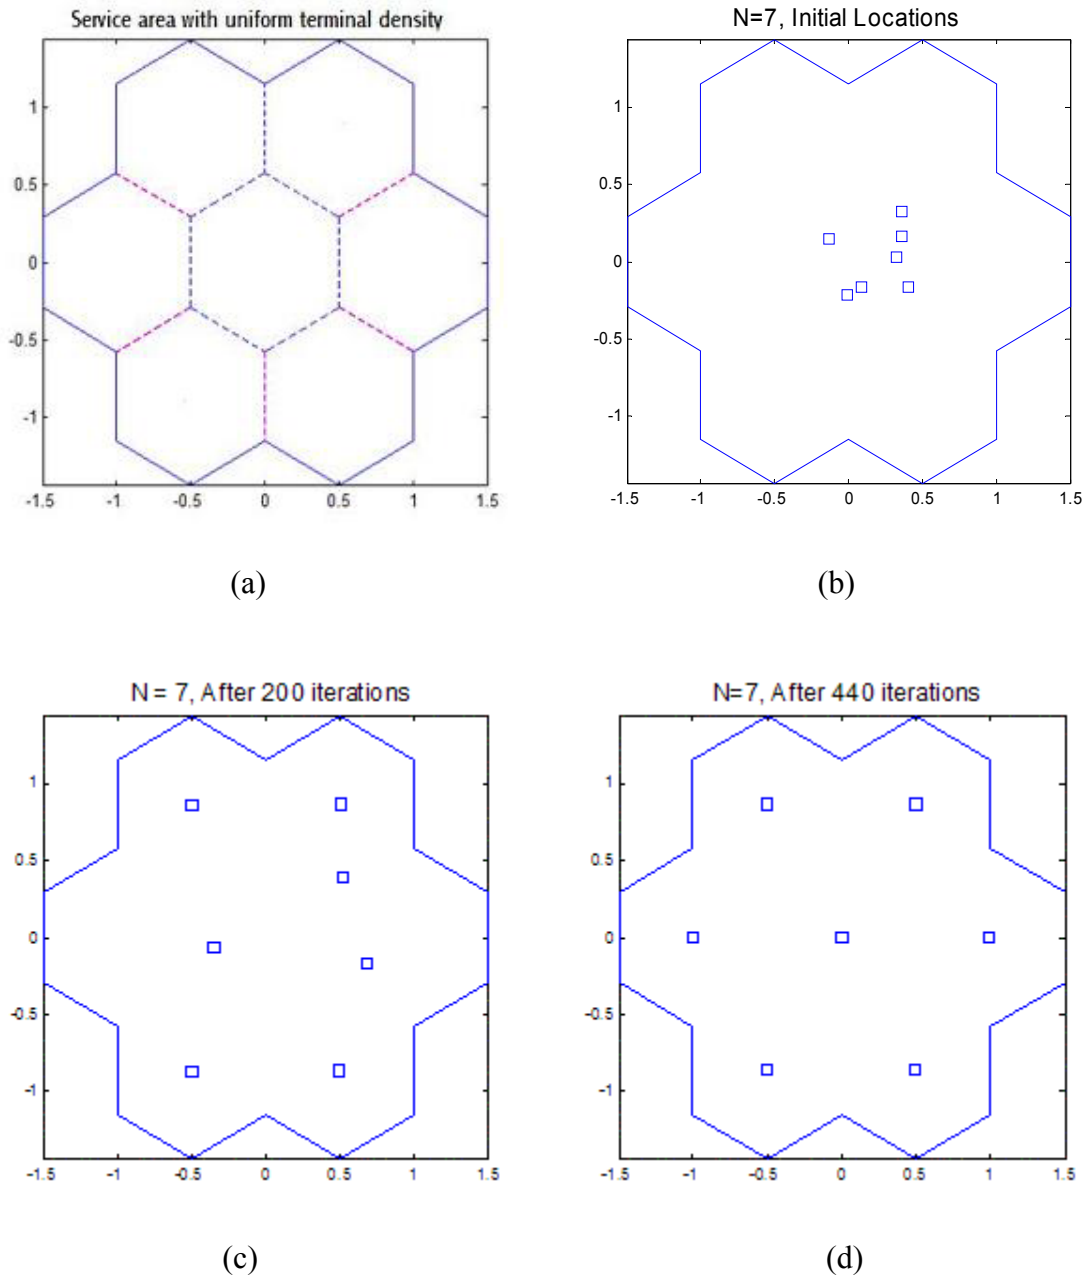 Service area with uniform terminal density
1
0.5
0
-0.5
-1
-1.5 -1 -0.5 0 0.5 1 1.5
(a)
N=7, Initial Locations
1
0.5
0
-0.5
-1
-1.5 -1 -0.5 0 0.5 1 1.5
(b)
N = 7, After 200 iterations
1
0.5
0
-0.5
-1
-1.5 -1 -0.5 0 0.5 1 1.5
(c)
N=7, After 440 iterations
1
0.5
0
-0.5
-1
-1.5 -1 -0.5 0 0.5 1 1.5
(d)